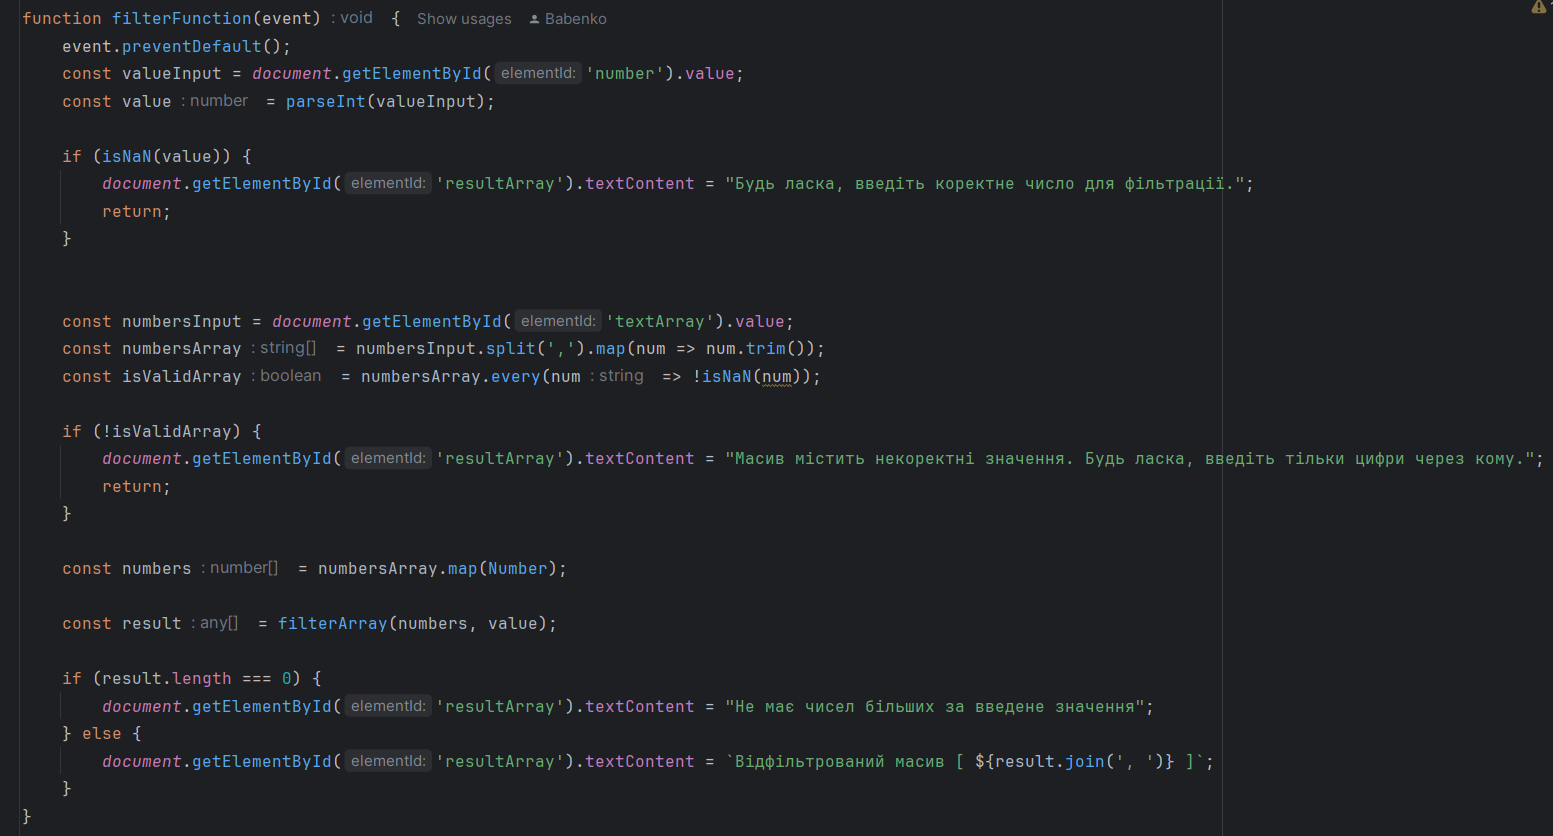 function filterFunction(event) : void { Show usages Babenko
    event.preventDefault();
    const valueInput = document.getElementById( elementId: 'number').value;
    const value : number = parseInt(valueInput);
    if (isNaN(value)) {
        document.getElementById( elementId: 'resultArray').textContent = "Будь ласка, введіть коректне число для фільтрації.";
        return;
    }
    const numbersInput = document.getElementById( elementId: 'textArray').value;
    const numbersArray : string[] = numbersInput.split(',').map(num => num.trim());
    const isValidArray : boolean = numbersArray.every(num : string => !isNaN(num));
    if (!isValidArray) {
        document.getElementById( elementId: 'resultArray').textContent = "Масив містить некоректні значення. Будь ласка, введіть тільки цифри через кому.";
        return;
    }
    const numbers : number[] = numbersArray.map(Number);
    const result : any[] = filterArray(numbers, value);
    if (result.length === 0) {
        document.getElementById( elementId: 'resultArray').textContent = "Не має чисел більших за введене значення";
    } else {
        document.getElementById( elementId: 'resultArray').textContent = `Відфільтрований масив [ ${result.join(', ')} ]`;
    }
}